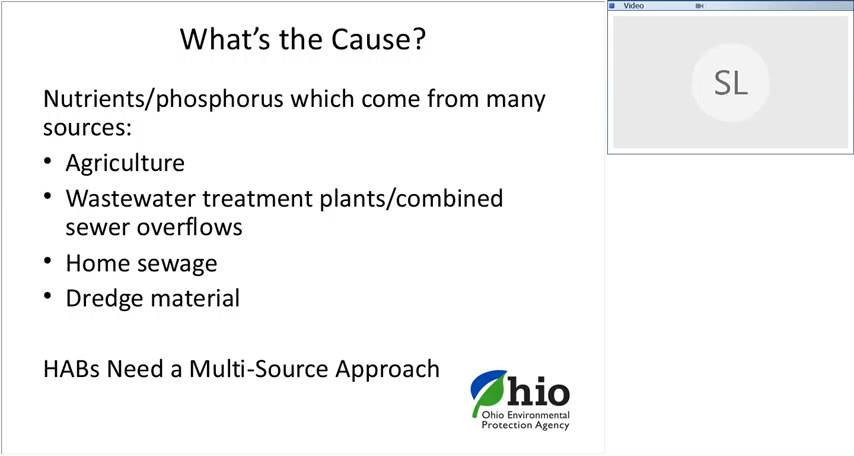 What's the Cause?
Nutrients/phosphorus which come from many
sources:
• Agriculture
• Wastewater treatment plants/combined
sewer overflows
• Home sewage
• Dredge material
HABs Need a Multi-Source Approach
Ohio
Ohio Environmental
Protection Agency
Video
SL